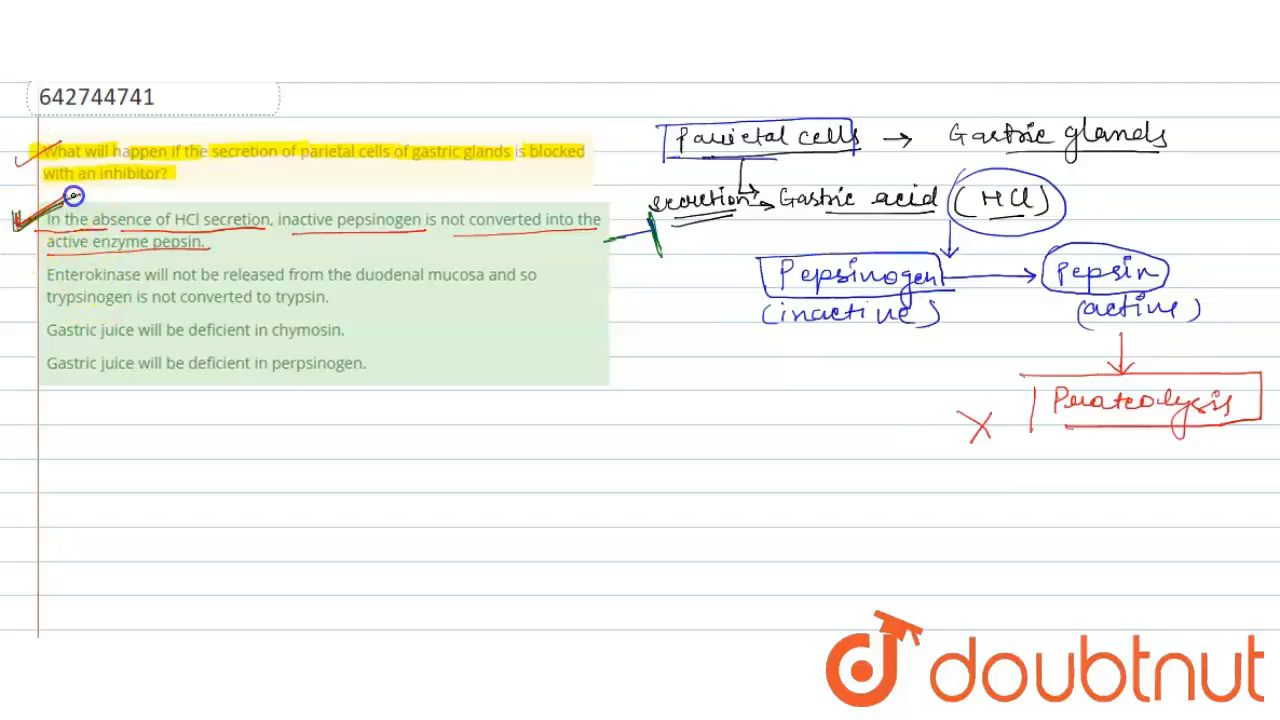 642744741
What will happen if the secretion of parietal cells of gastric glands is blocked
with an inhibitor?
In the absence of HCl secretion, inactive pepsinogen is not converted into the
active enzyme pepsin.
Enterokinase will not be released from the duodenal mucosa and so
trypsinogen is not converted to trypsin.
Gastric juice will be deficient in chymosin.
Gastric juice will be deficient in perpsinogen.
Parietal cells → Gastric glands
secretion → Gastric acid (HCl)
Pepsinogen → Pepsin
(inactive) (active)
Proteolysis
doubtnut